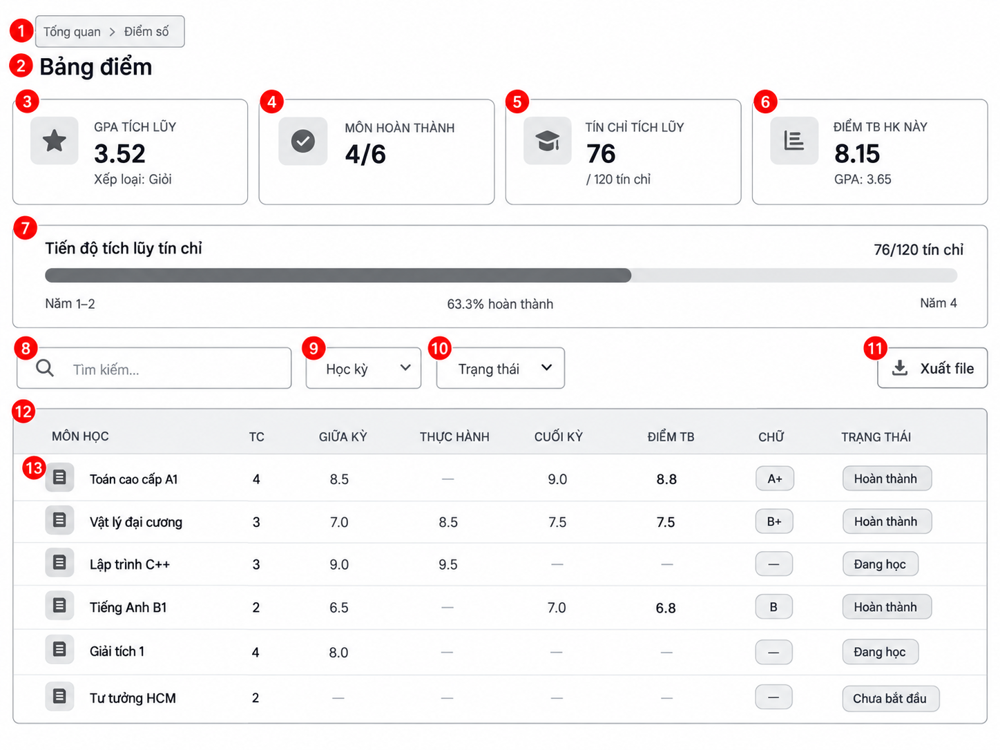 1 Tổng quan > Điểm số
2 Bảng điểm
3 GPA TÍCH LŨY
3.52
Xếp loại: Giỏi
4 MÔN HOÀN THÀNH
4/6
5 TÍN CHỈ TÍCH LŨY
76
/ 120 tín chỉ
6 ĐIỂM TB HK NÀY
8.15
GPA: 3.65
7 Tiến độ tích lũy tín chỉ 76/120 tín chỉ
Năm 1–2 63.3% hoàn thành Năm 4
8 Tìm kiếm... 9 Học kỳ 10 Trạng thái 11 Xuất file
12 MÔN HỌC TC GIỮA KỲ THỰC HÀNH CUỐI KỲ ĐIỂM TB CHỮ TRẠNG THÁI
13 Toán cao cấp A1 4 8.5 — 9.0 8.8 A+ Hoàn thành
Vật lý đại cương 3 7.0 8.5 7.5 7.5 B+ Hoàn thành
Lập trình C++ 3 9.0 9.5 — — — Đang học
Tiếng Anh B1 2 6.5 — 7.0 6.8 B Hoàn thành
Giải tích 1 4 8.0 — — — — Đang học
Tư tưởng HCM 2 — — — — — Chưa bắt đầu